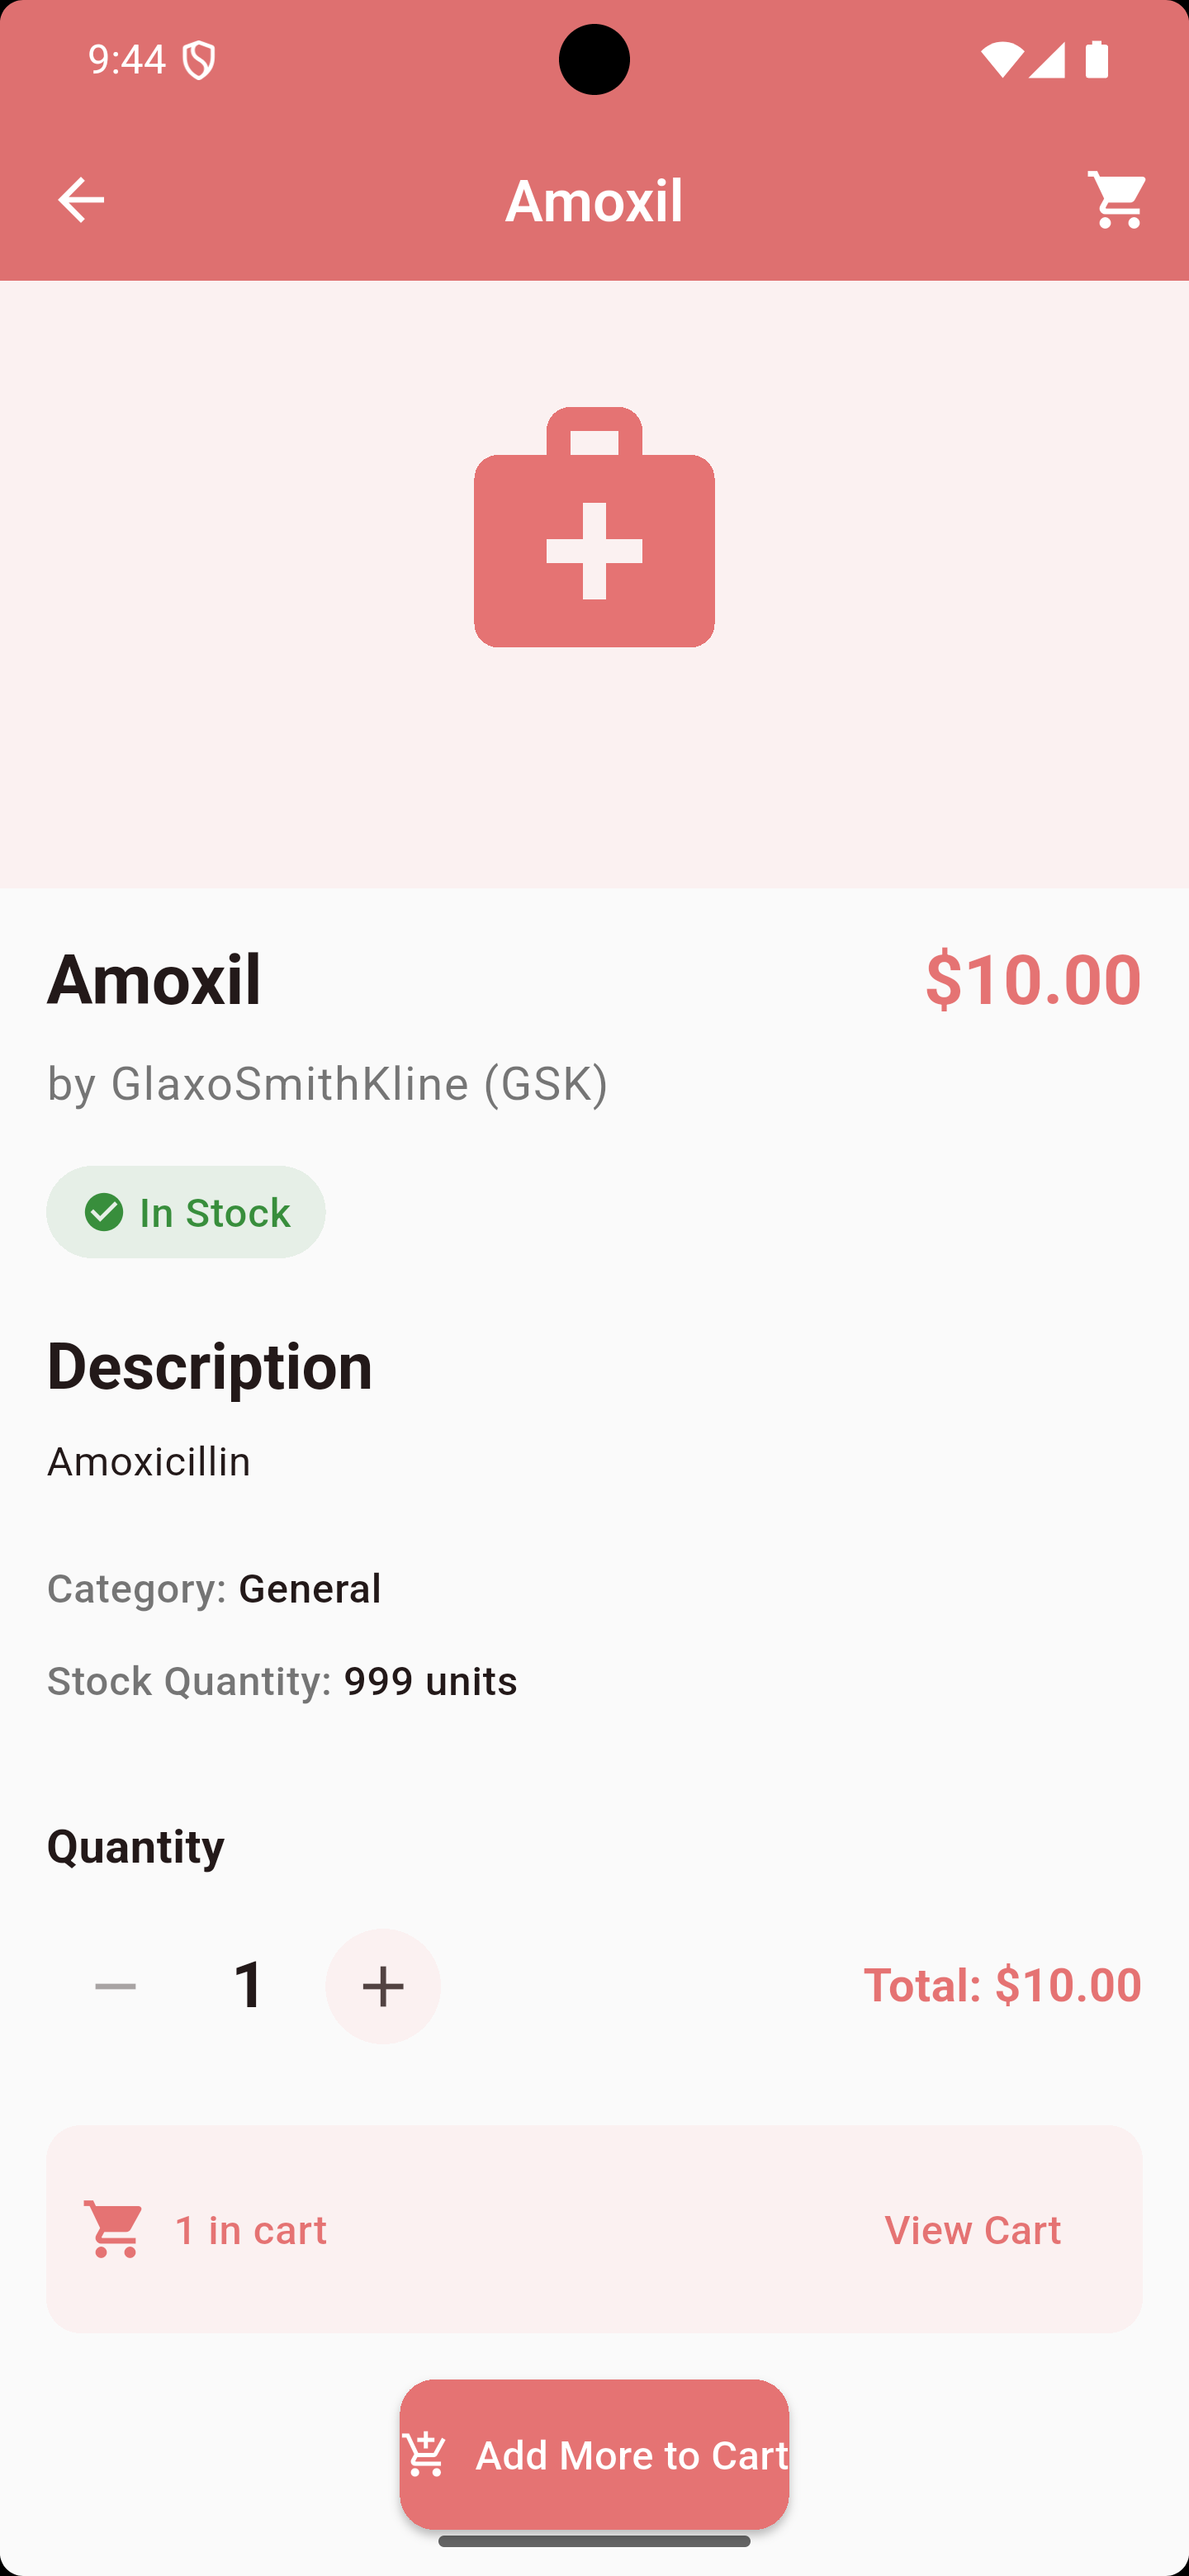 9:44
Amoxil
Amoxil $10.00
by GlaxoSmithKline (GSK)
In Stock
Description
Amoxicillin
Category: General
Stock Quantity: 999 units
Quantity
1 Total: $10.00
1 in cart View Cart
Add More to Cart